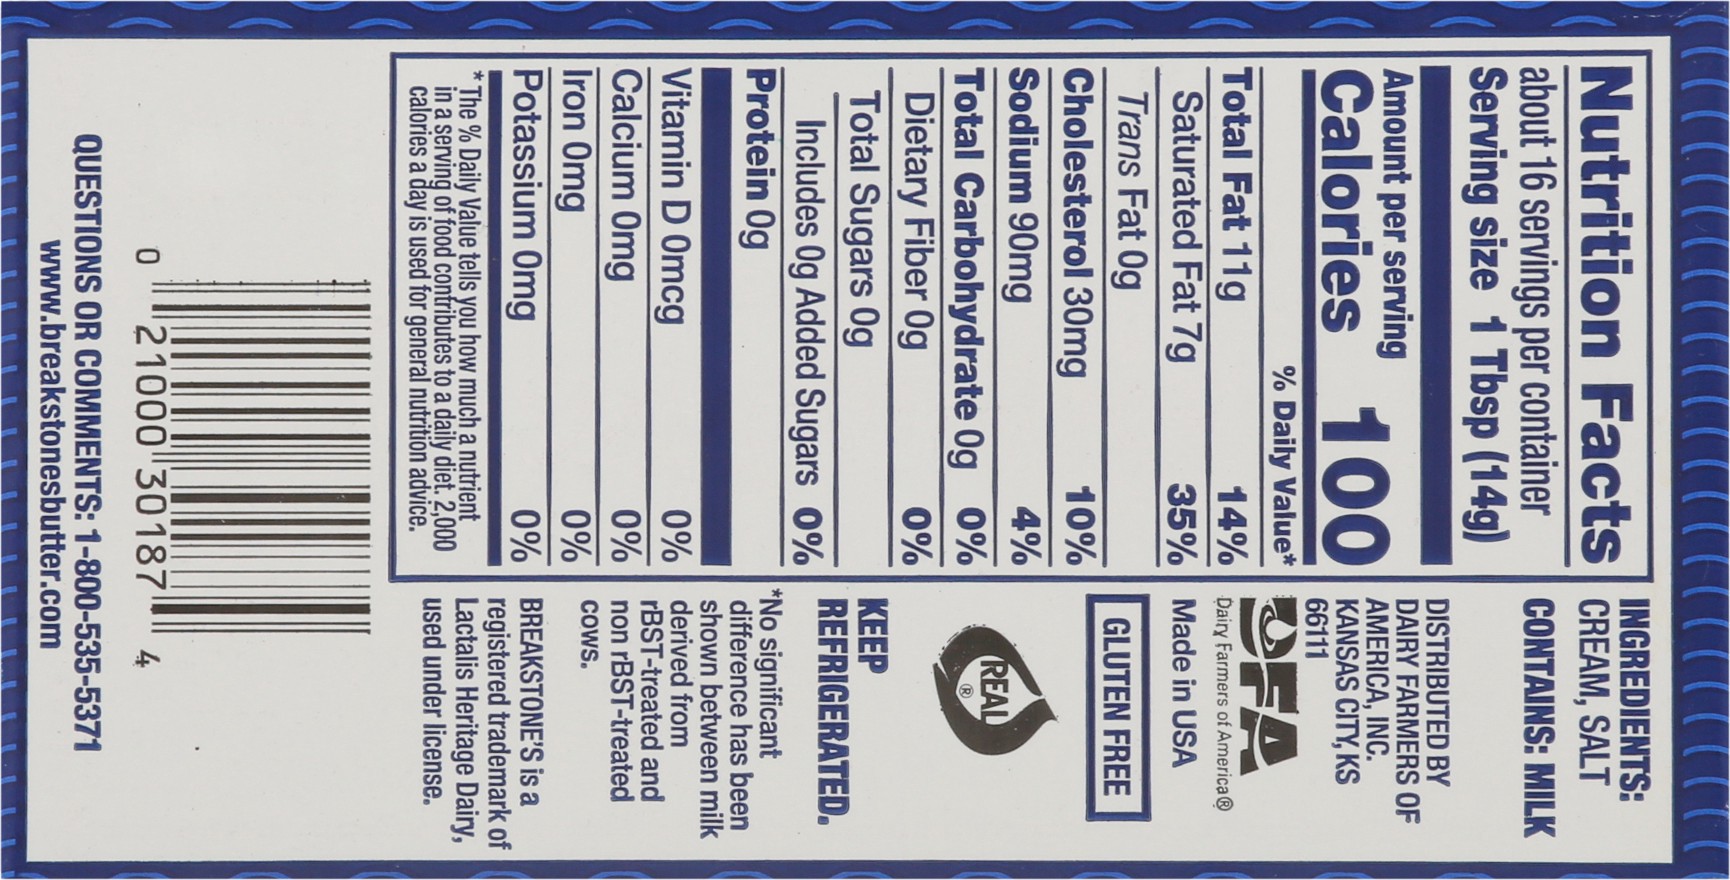 Nutrition Facts
about 16 servings per container
Serving size 1 Tbsp (14g)
Amount per serving
Calories 100
% Daily Value*
Total Fat 11g 14%
Saturated Fat 7g 35%
Trans Fat 0g
Cholesterol 30mg 10%
Sodium 90mg 4%
Total Carbohydrate 0g 0%
Dietary Fiber 0g 0%
Total Sugars 0g
Includes 0g Added Sugars 0%
Protein 0g
Vitamin D 0mcg 0%
Calcium 0mg 0%
Iron 0mg 0%
Potassium 0mg 0%
*The % Daily Value tells you how much a nutrient
in a serving of food contributes to a daily diet. 2,000
calories a day is used for general nutrition advice.
INGREDIENTS:
CREAM, SALT
CONTAINS: MILK
DISTRIBUTED BY
DAIRY FARMERS OF
AMERICA, INC.
KANSAS CITY, KS
66111
DFA
Dairy Farmers of America®
Made in USA
GLUTEN FREE
REAL
®
KEEP
REFRIGERATED.
*No significant
difference has been
shown between milk
derived from
rBST-treated and
non rBST-treated
cows.
BREAKSTONE'S is a
registered trademark of
Lactalis Heritage Dairy,
used under license.
0 21000 30187 4
QUESTIONS OR COMMENTS: 1-800-535-5371
www.breakstonesbutter.com